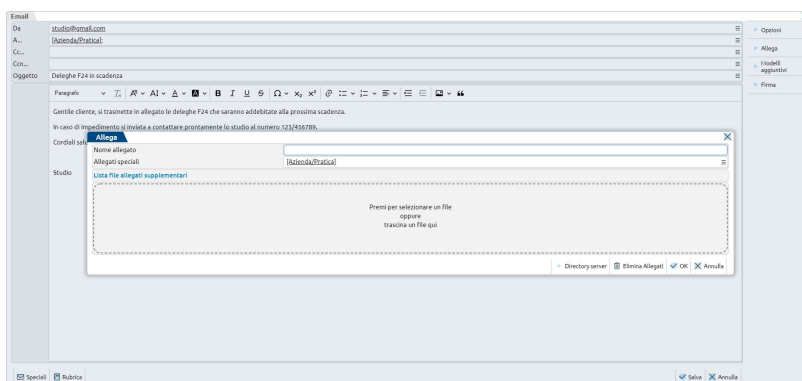 Email
Da studio@gmail.com
A... [Azienda/Pratica];
Cc...
Ccn...
Oggetto Deleghe F24 in scadenza
Opzioni
Allega
Modelli aggiuntivi
Firma
Paragrafo
Gentile cliente, si trasmette in allegato le deleghe F24 che saranno addebitate alla prossima scadenza.
In caso di impedimento si inviata a contattare prontamente lo studio al numero 123/456789.
Cordiali salu
Studio
Allega
Nome allegato
Allegati speciali [Azienda/Pratica]
Lista file allegati supplementari
Premi per selezionare un file
oppure
trascina un file qui
Directory server Elimina Allegati OK Annulla
Speciali Rubrica Salva Annulla